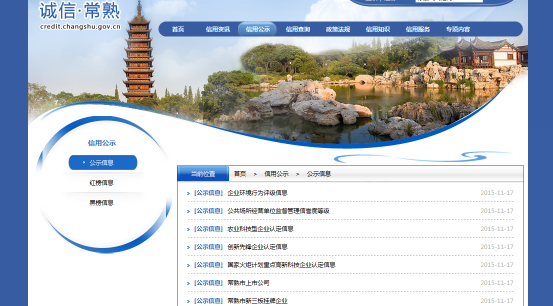 诚信·常熟
credit.changshu.gov.cn
首页 信用资讯 信用公示 信用查询 政策法规 信用知识 信用服务 专项内容
信用公示
公示信息
红榜信息
黑榜信息
当前位置 首页 > 信用公示 > 公示信息
[公示信息] 企业环境行为评级信息 2015-11-17
[公示信息] 公共场所经营单位监督管理信誉度等级 2015-11-17
[公示信息] 农业科技型企业认定信息 2015-11-17
[公示信息] 创新先锋企业认定信息 2015-11-17
[公示信息] 国家火炬计划重点高新科技企业认定信息 2015-11-17
[公示信息] 常熟市上市公司 2015-11-17
[公示信息] 常熟市新三板挂牌企业 2015-11-17